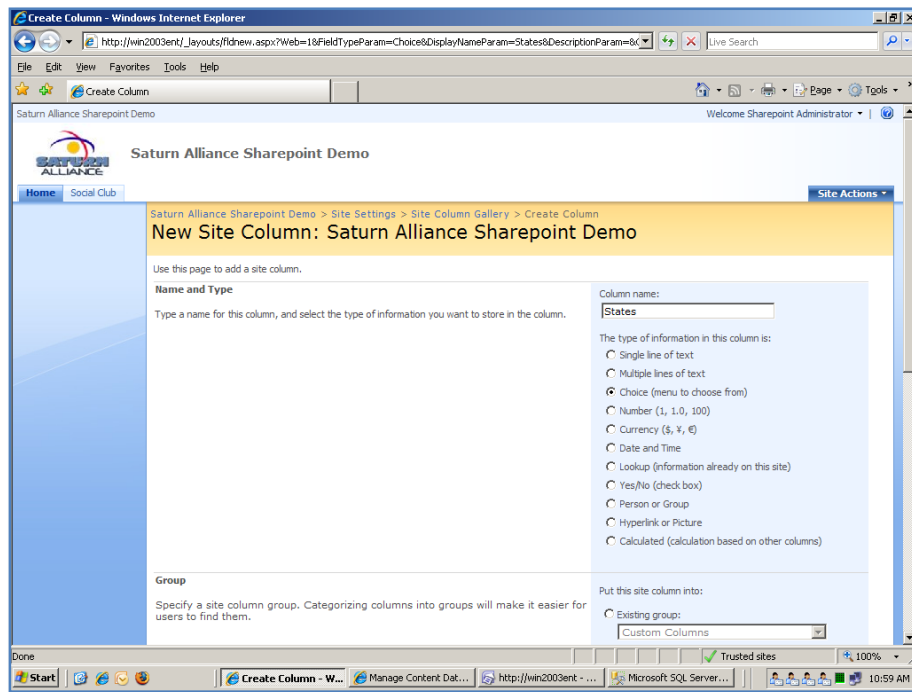 Create Column - Windows Internet Explorer
http://win2003ent/_layouts/fldnew.aspx?Web=1&FieldTypeParam=Choice&DisplayNameParam=States&DescriptionParam=&
Live Search
File Edit View Favorites Tools Help
Create Column
Page Tools
Saturn Alliance Sharepoint Demo
Welcome Sharepoint Administrator
SATURN
ALLIANCE
Saturn Alliance Sharepoint Demo
Home Social Club
Site Actions
Saturn Alliance Sharepoint Demo > Site Settings > Site Column Gallery > Create Column
New Site Column: Saturn Alliance Sharepoint Demo
Use this page to add a site column.
Name and Type
Type a name for this column, and select the type of information you want to store in the column.
Column name:
States
The type of information in this column is:
Single line of text
Multiple lines of text
Choice (menu to choose from)
Number (1, 1.0, 100)
Currency ($, ¥, €)
Date and Time
Lookup (information already on this site)
Yes/No (check box)
Person or Group
Hyperlink or Picture
Calculated (calculation based on other columns)
Group
Specify a site column group. Categorizing columns into groups will make it easier for
users to find them.
Put this site column into:
Existing group:
Custom Columns
Done
Trusted sites
100%
Start
Create Column - W...
Manage Content Dat...
http://win2003ent - ...
Microsoft SQL Server...
10:59 AM